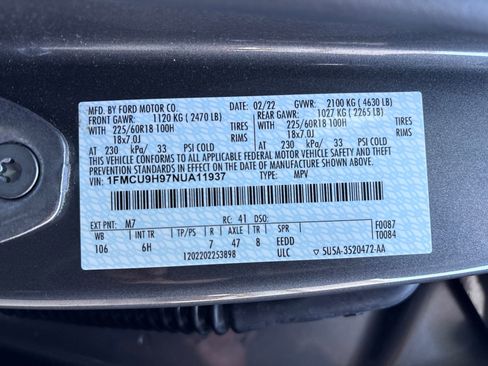 MFD. BY FORD MOTOR CO. DATE: 02/22 GVWR: 2100 KG ( 4630 LB)
FRONT GAWR: 1120 KG ( 2470 LB) REAR GAWR: 1027 KG ( 2265 LB)
WITH 225/60R18 100H TIRES WITH 225/60R18 100H TIRES
18x7.0J RIMS 18x7.0J RIMS
AT 230 kPa/ 33 PSI COLD AT 230 kPa/ 33 PSI COLD
THIS VEHICLE CONFORMS TO ALL APPLICABLE FEDERAL MOTOR VEHICLE SAFETY AND THEFT PREVENTION STANDARDS IN
EFFECT ON THE DATE OF MANUFACTURE SHOWN ABOVE.
VIN: 1FMCU9H97NUA11937 TYPE: MPV
EXT PNT: M7 RC: 41 DSO:
WB INT TR TP/PS R AXLE TR SPR F0087
106 6H 7 47 8 EEDD T0084
1202202253898 ULC 5U5A-3520472-AA